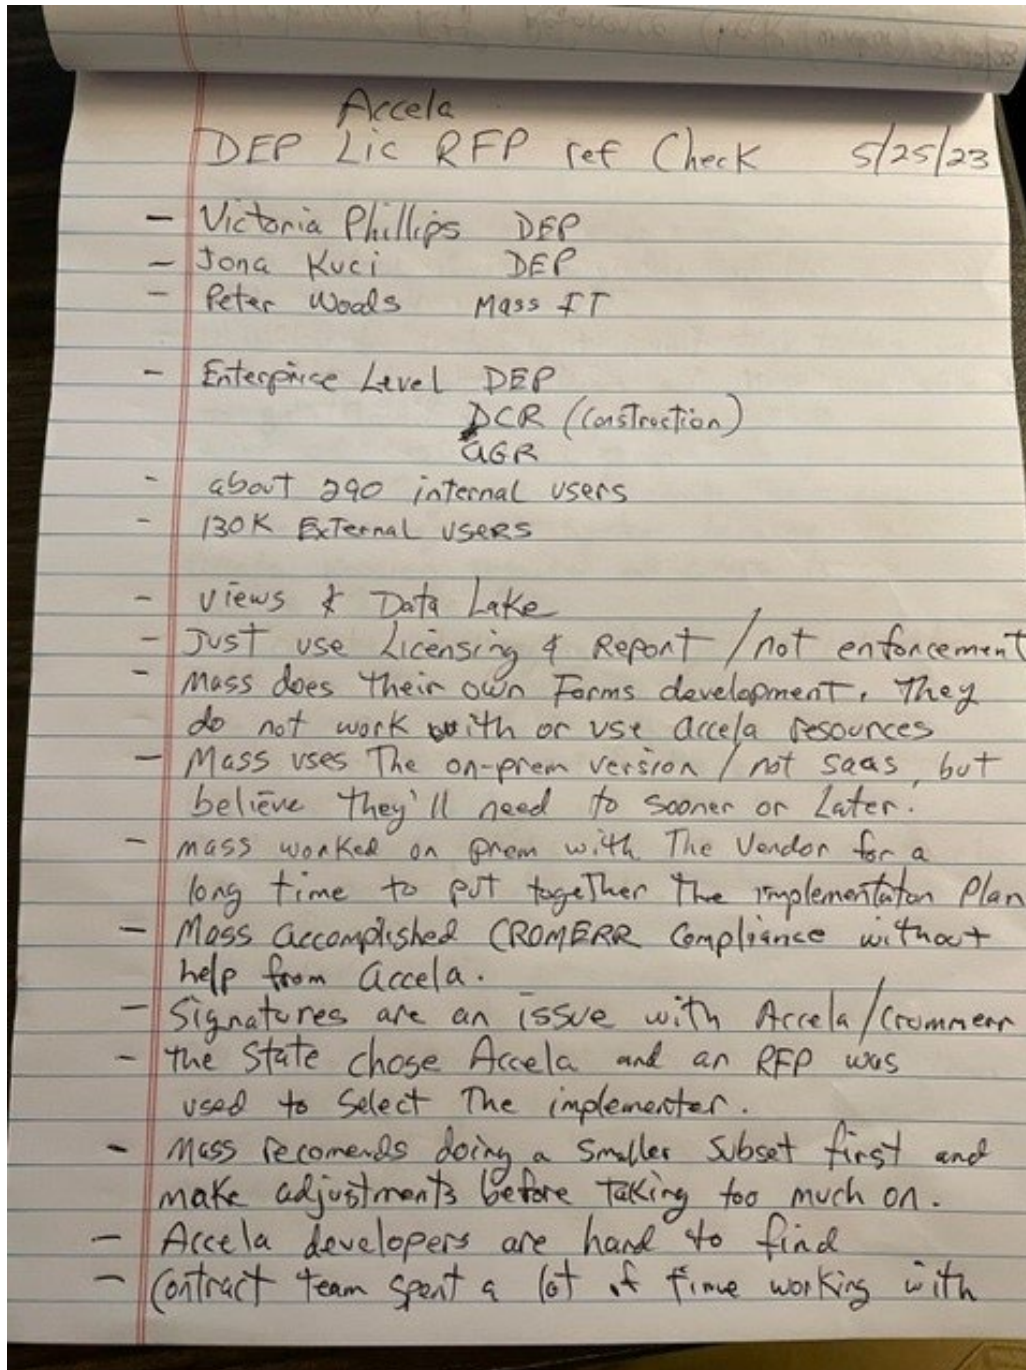 Accela
DEP Lic RFP ref Check 5/25/23
- Victoria Phillips DEP
- Jona Kuci DEP
- Peter Woods Mass IT
- Enterprise Level DEP
DCR (Construction)
AGR
- about 290 internal users
- 130K External users
- views & Data Lake
- Just use Licensing & Report / not enforcement
- Mass does their own Forms development. They
do not work with or use accela resources
- Mass uses The on-prem version / not saas, but
believe they'll need to sooner or Later.
- mass worked on prem with The Vendor for a
long time to put together the implementaton Plan
- Mass accomplished CROMERR Compliance without
help from accela.
- Signatures are an issue with Accela/Crommerr
- the State chose Accela and an RFP was
used to Select The implementer.
- Mass recomends doing a Smaller Subset first and
make adjustments before Taking too much on.
- Accela developers are hard to find
- Contract team spent a lot of time working with